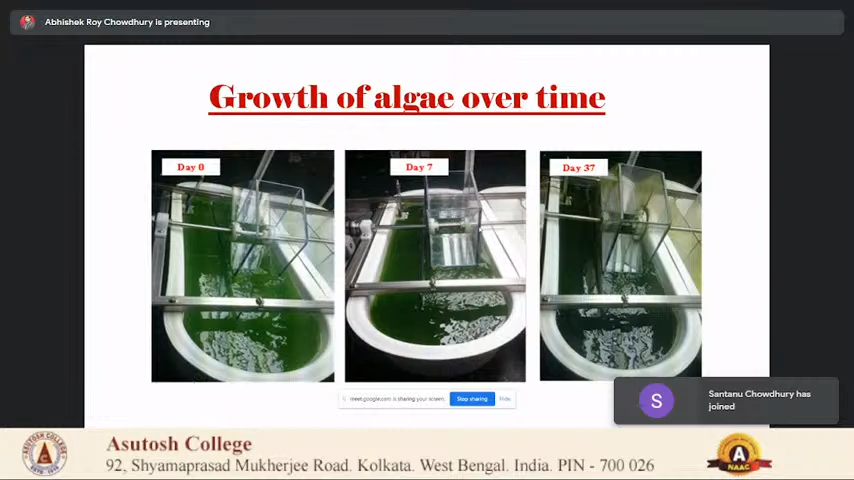 Abhishek Roy Chowdhury is presenting
Growth of algae over time
Day 0
Day 7
Day 37
meet.google.com is sharing your screen.
Stop sharing
Hide
S
Santanu Chowdhury has
joined
ASUTOSH COLLEGE
Asutosh College
92, Shyamaprasad Mukherjee Road. Kolkata. West Bengal. India. PIN - 700 026
A
NAAC